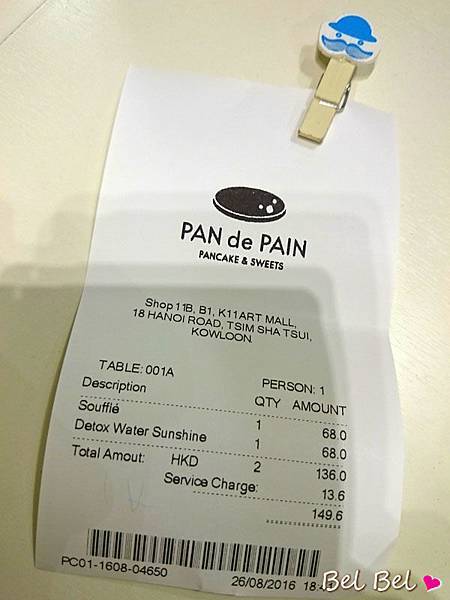 PAN de PAIN
PANCAKE & SWEETS
Shop 11B, B1, K11 ART MALL,
18 HANOI ROAD, TSIM SHA TSUI,
KOWLOON
TABLE: 001A PERSON: 1
Description QTY AMOUNT
Soufflé 1 68.0
Detox Water Sunshine 1 68.0
Total Amout: HKD 2 136.0
Service Charge: 13.6
149.6
PC01-1608-04650 26/08/2016
Bel Bel